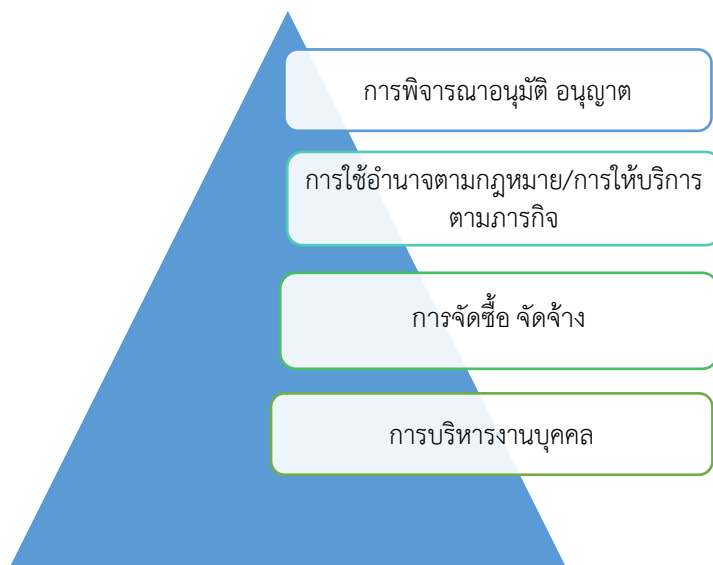 การพิจารณาอนุมัติ อนุญาต
การใช้อำนาจตามกฎหมาย/การให้บริการ
ตามภารกิจ
การจัดซื้อ จัดจ้าง
การบริหารงานบุคคล